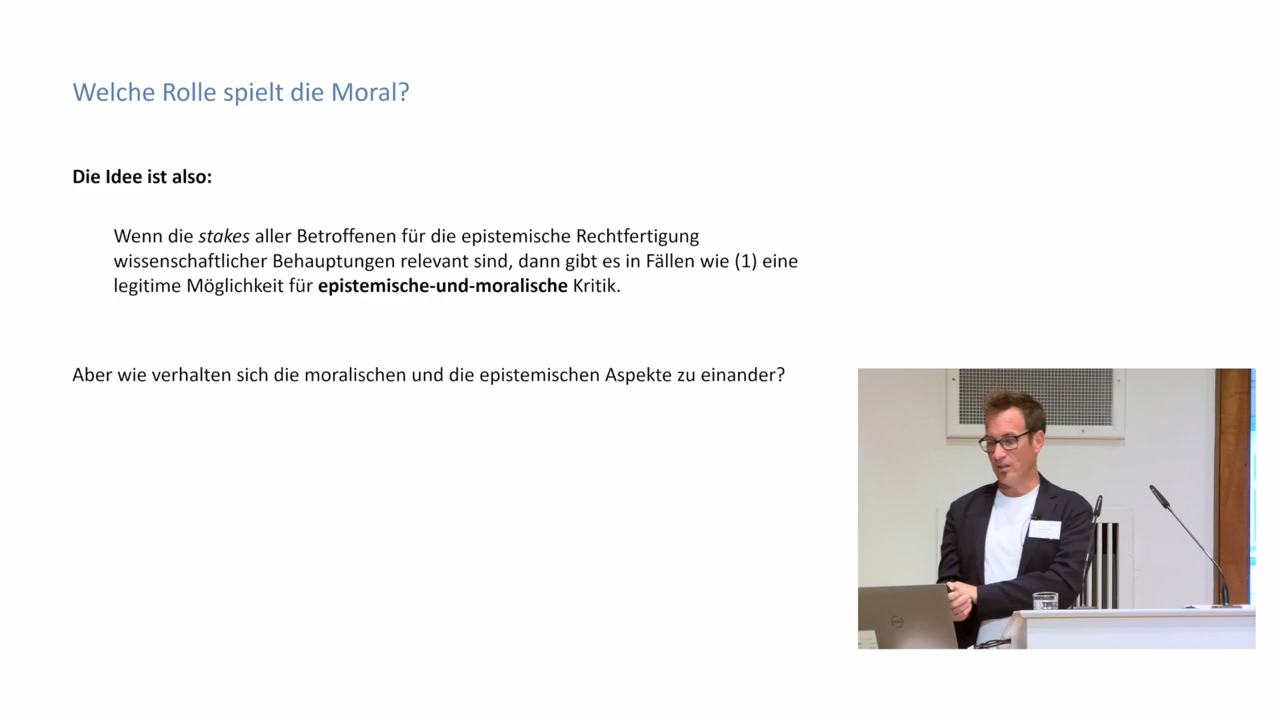 Welche Rolle spielt die Moral?
Die Idee ist also:
Wenn die stakes aller Betroffenen für die epistemische Rechtfertigung
wissenschaftlicher Behauptungen relevant sind, dann gibt es in Fällen wie (1) eine
legitime Möglichkeit für epistemische-und-moralische Kritik.
Aber wie verhalten sich die moralischen und die epistemischen Aspekte zu einander?